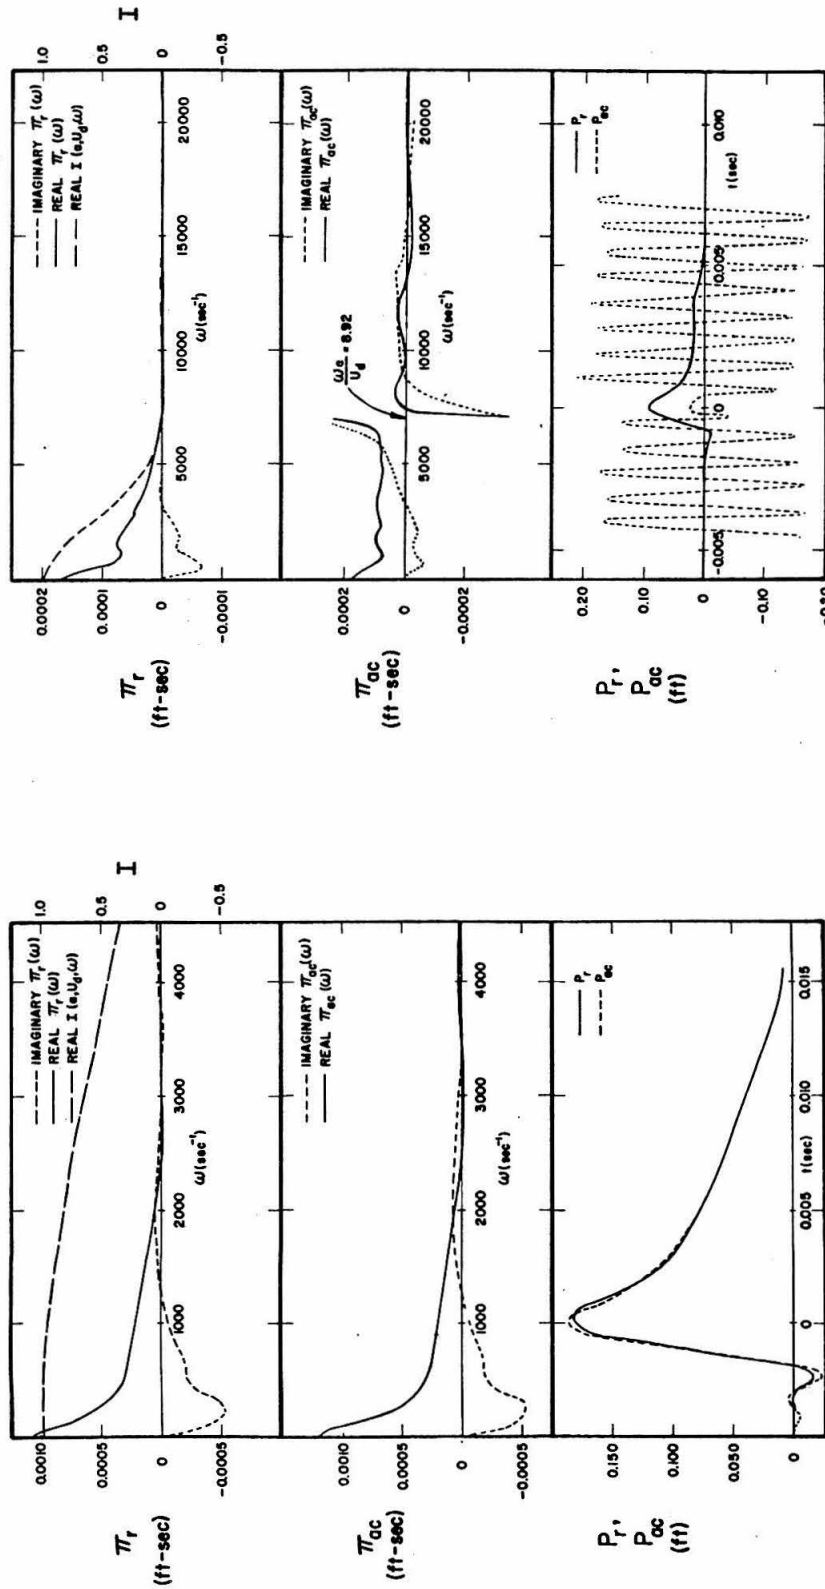 0.0010
0.0005
0
-0.0005
π_r
(ft-sec)
1.0
0.5
0
-0.5
I
IMAGINARY π_r(ω)
REAL π_r(ω)
REAL I (a,U_d,ω)
1000
2000
3000
4000
ω(sec⁻¹)
0.0010
0.0005
0
-0.0005
π_ac
(ft-sec)
IMAGINARY π_ac(ω)
REAL π_ac(ω)
1000
2000
3000
4000
ω(sec⁻¹)
0.150
0.100
0.050
0
P_r,
P_ac
(ft)
P_r
P_ac
0
0.005
0.010
0.015
t(sec)
0.0002
0.0001
0
-0.0001
π_r
(ft-sec)
1.0
0.5
0
-0.5
I
IMAGINARY π_r(ω)
REAL π_r(ω)
REAL I (a,U_d,ω)
5000
10000
15000
20000
ω(sec⁻¹)
0.0002
0
-0.0002
π_ac
(ft-sec)
IMAGINARY π_ac(ω)
REAL π_ac(ω)
ωa/U_d = 8.92
5000
10000
15000
20000
ω(sec⁻¹)
0.20
0.10
0
-0.10
-0.20
P_r,
P_ac
(ft)
P_r
P_ac
-0.005
0
0.005
0.010
t(sec)